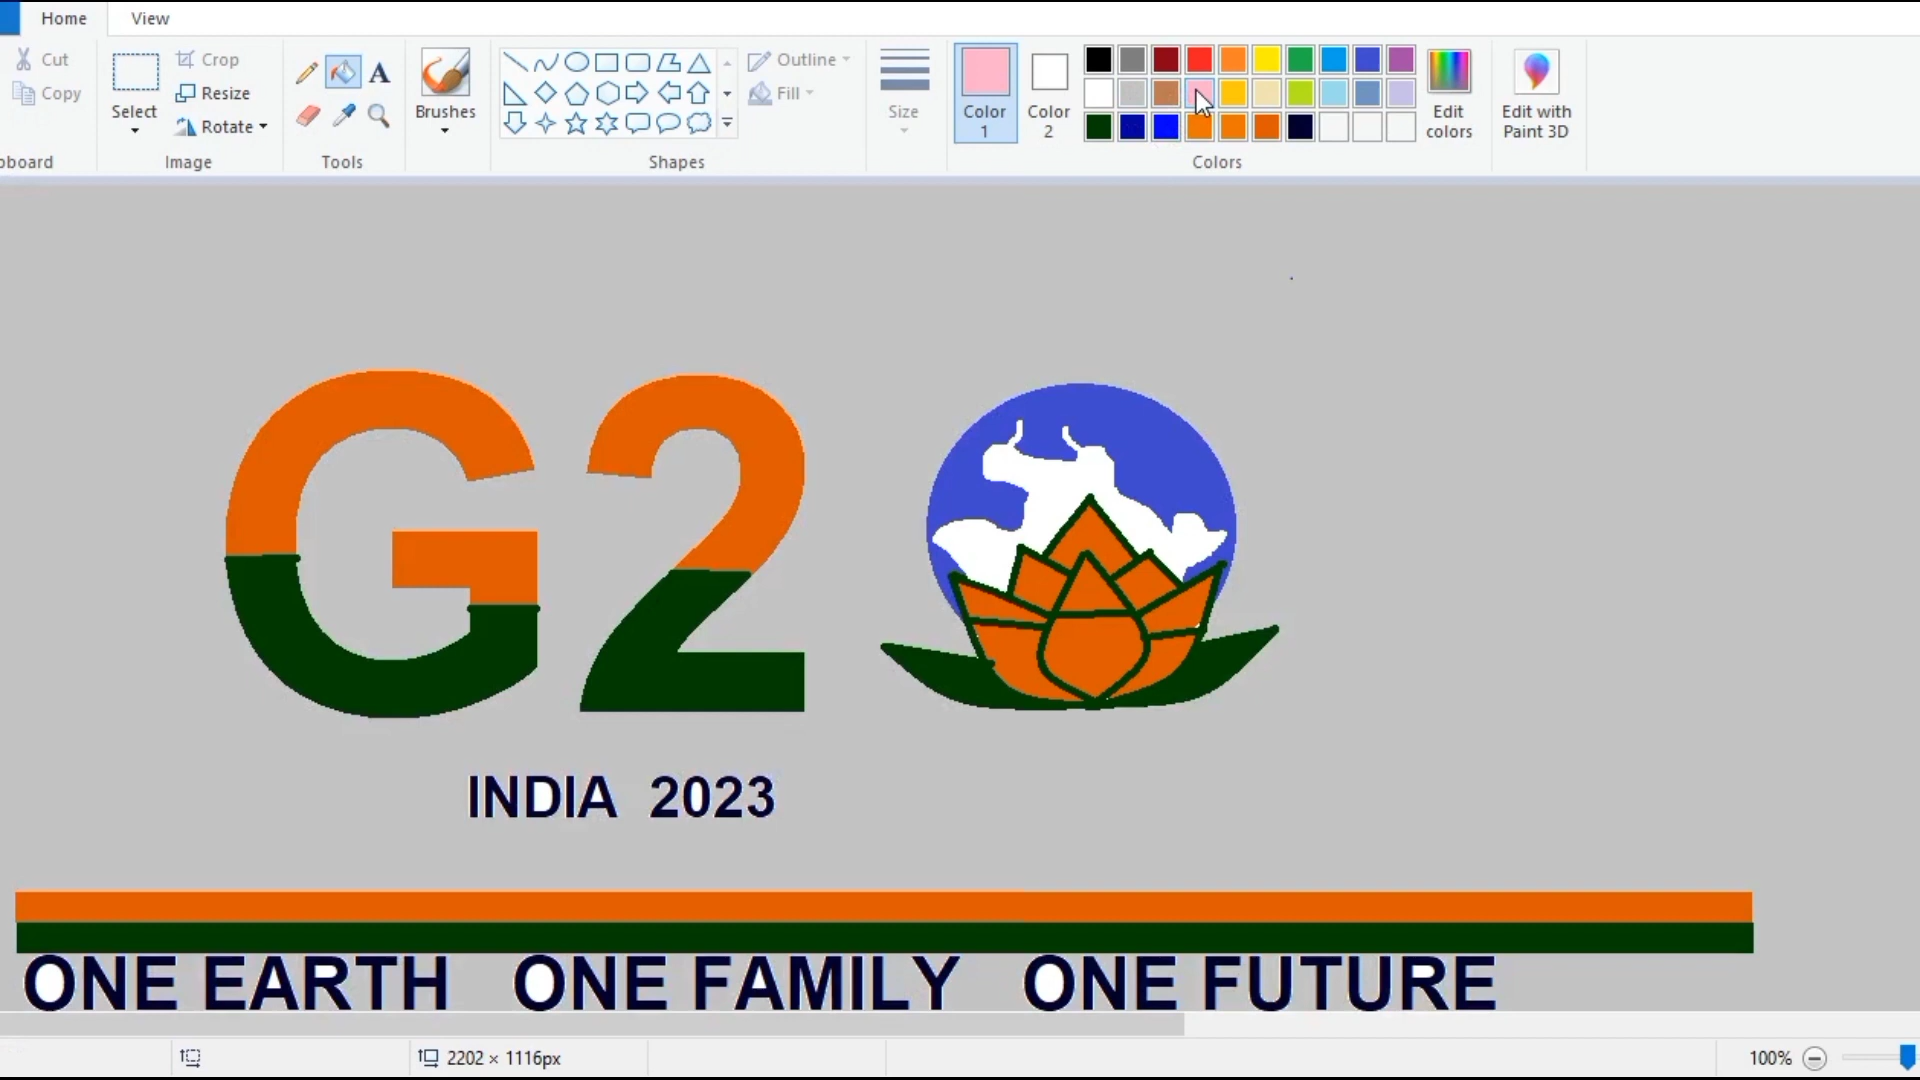 Home View
Cut
Copy
Select
Crop
Resize
Rotate
Brushes
Outline
Fill
Size
Color 1
Color 2
Edit colors
Edit with Paint 3D
A
Image
Tools
Shapes
Colors
G2
INDIA 2023
ONE EARTH ONE FAMILY ONE FUTURE
2202 × 1116px
100%